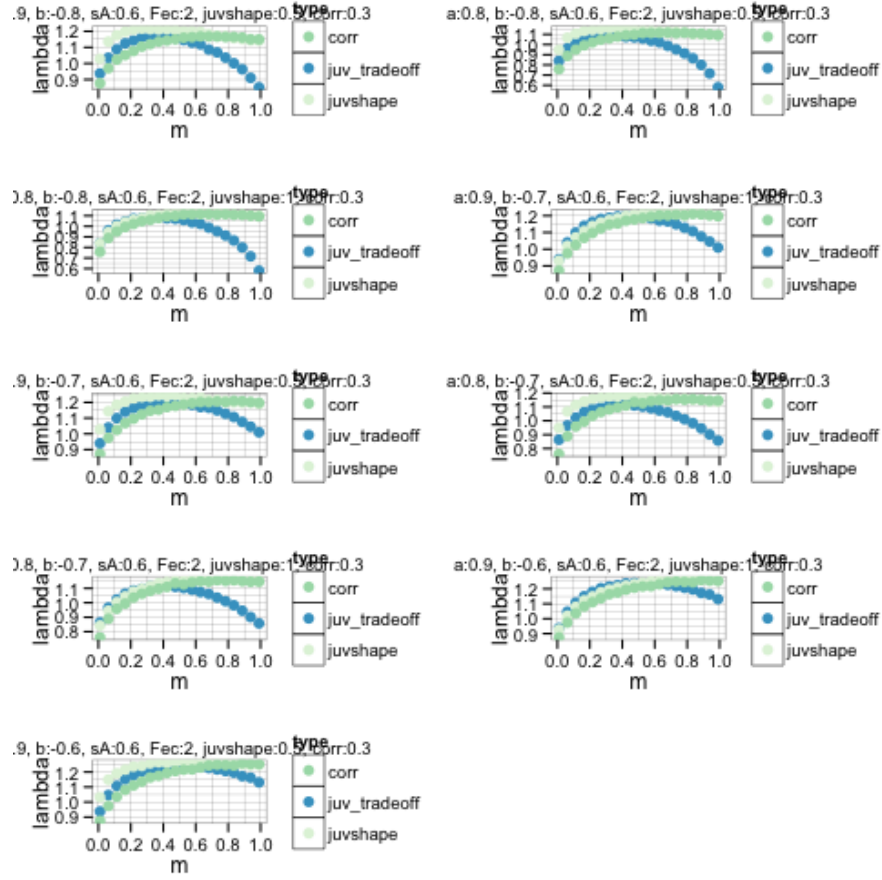 .9, b:-0.8, sA:0.6, Fec:2, juvshape:0.5, corr:0.3
type
lambda
1.2
1.1
1.0
0.9
0.0 0.2 0.4 0.6 0.8 1.0
m
corr
juv_tradeoff
juvshape
a:0.8, b:-0.8, sA:0.6, Fec:2, juvshape:0.5, corr:0.3
type
lambda
1.1
1.0
0.9
0.8
0.7
0.6
0.0 0.2 0.4 0.6 0.8 1.0
m
corr
juv_tradeoff
juvshape
0.8, b:-0.8, sA:0.6, Fec:2, juvshape:1, corr:0.3
type
lambda
1.1
1.0
0.9
0.8
0.7
0.6
0.0 0.2 0.4 0.6 0.8 1.0
m
corr
juv_tradeoff
juvshape
a:0.9, b:-0.7, sA:0.6, Fec:2, juvshape:1, corr:0.3
type
lambda
1.2
1.1
1.0
0.9
0.0 0.2 0.4 0.6 0.8 1.0
m
corr
juv_tradeoff
juvshape
.9, b:-0.7, sA:0.6, Fec:2, juvshape:0.5, corr:0.3
type
lambda
1.2
1.1
1.0
0.9
0.0 0.2 0.4 0.6 0.8 1.0
m
corr
juv_tradeoff
juvshape
a:0.8, b:-0.7, sA:0.6, Fec:2, juvshape:0.5, corr:0.3
type
lambda
1.2
1.1
1.0
0.9
0.8
0.0 0.2 0.4 0.6 0.8 1.0
m
corr
juv_tradeoff
juvshape
0.8, b:-0.7, sA:0.6, Fec:2, juvshape:1, corr:0.3
type
lambda
1.1
1.0
0.9
0.8
0.0 0.2 0.4 0.6 0.8 1.0
m
corr
juv_tradeoff
juvshape
a:0.9, b:-0.6, sA:0.6, Fec:2, juvshape:1, corr:0.3
type
lambda
1.2
1.1
1.0
0.9
0.0 0.2 0.4 0.6 0.8 1.0
m
corr
juv_tradeoff
juvshape
.9, b:-0.6, sA:0.6, Fec:2, juvshape:0.5, corr:0.3
type
lambda
1.2
1.1
1.0
0.9
0.0 0.2 0.4 0.6 0.8 1.0
m
corr
juv_tradeoff
juvshape